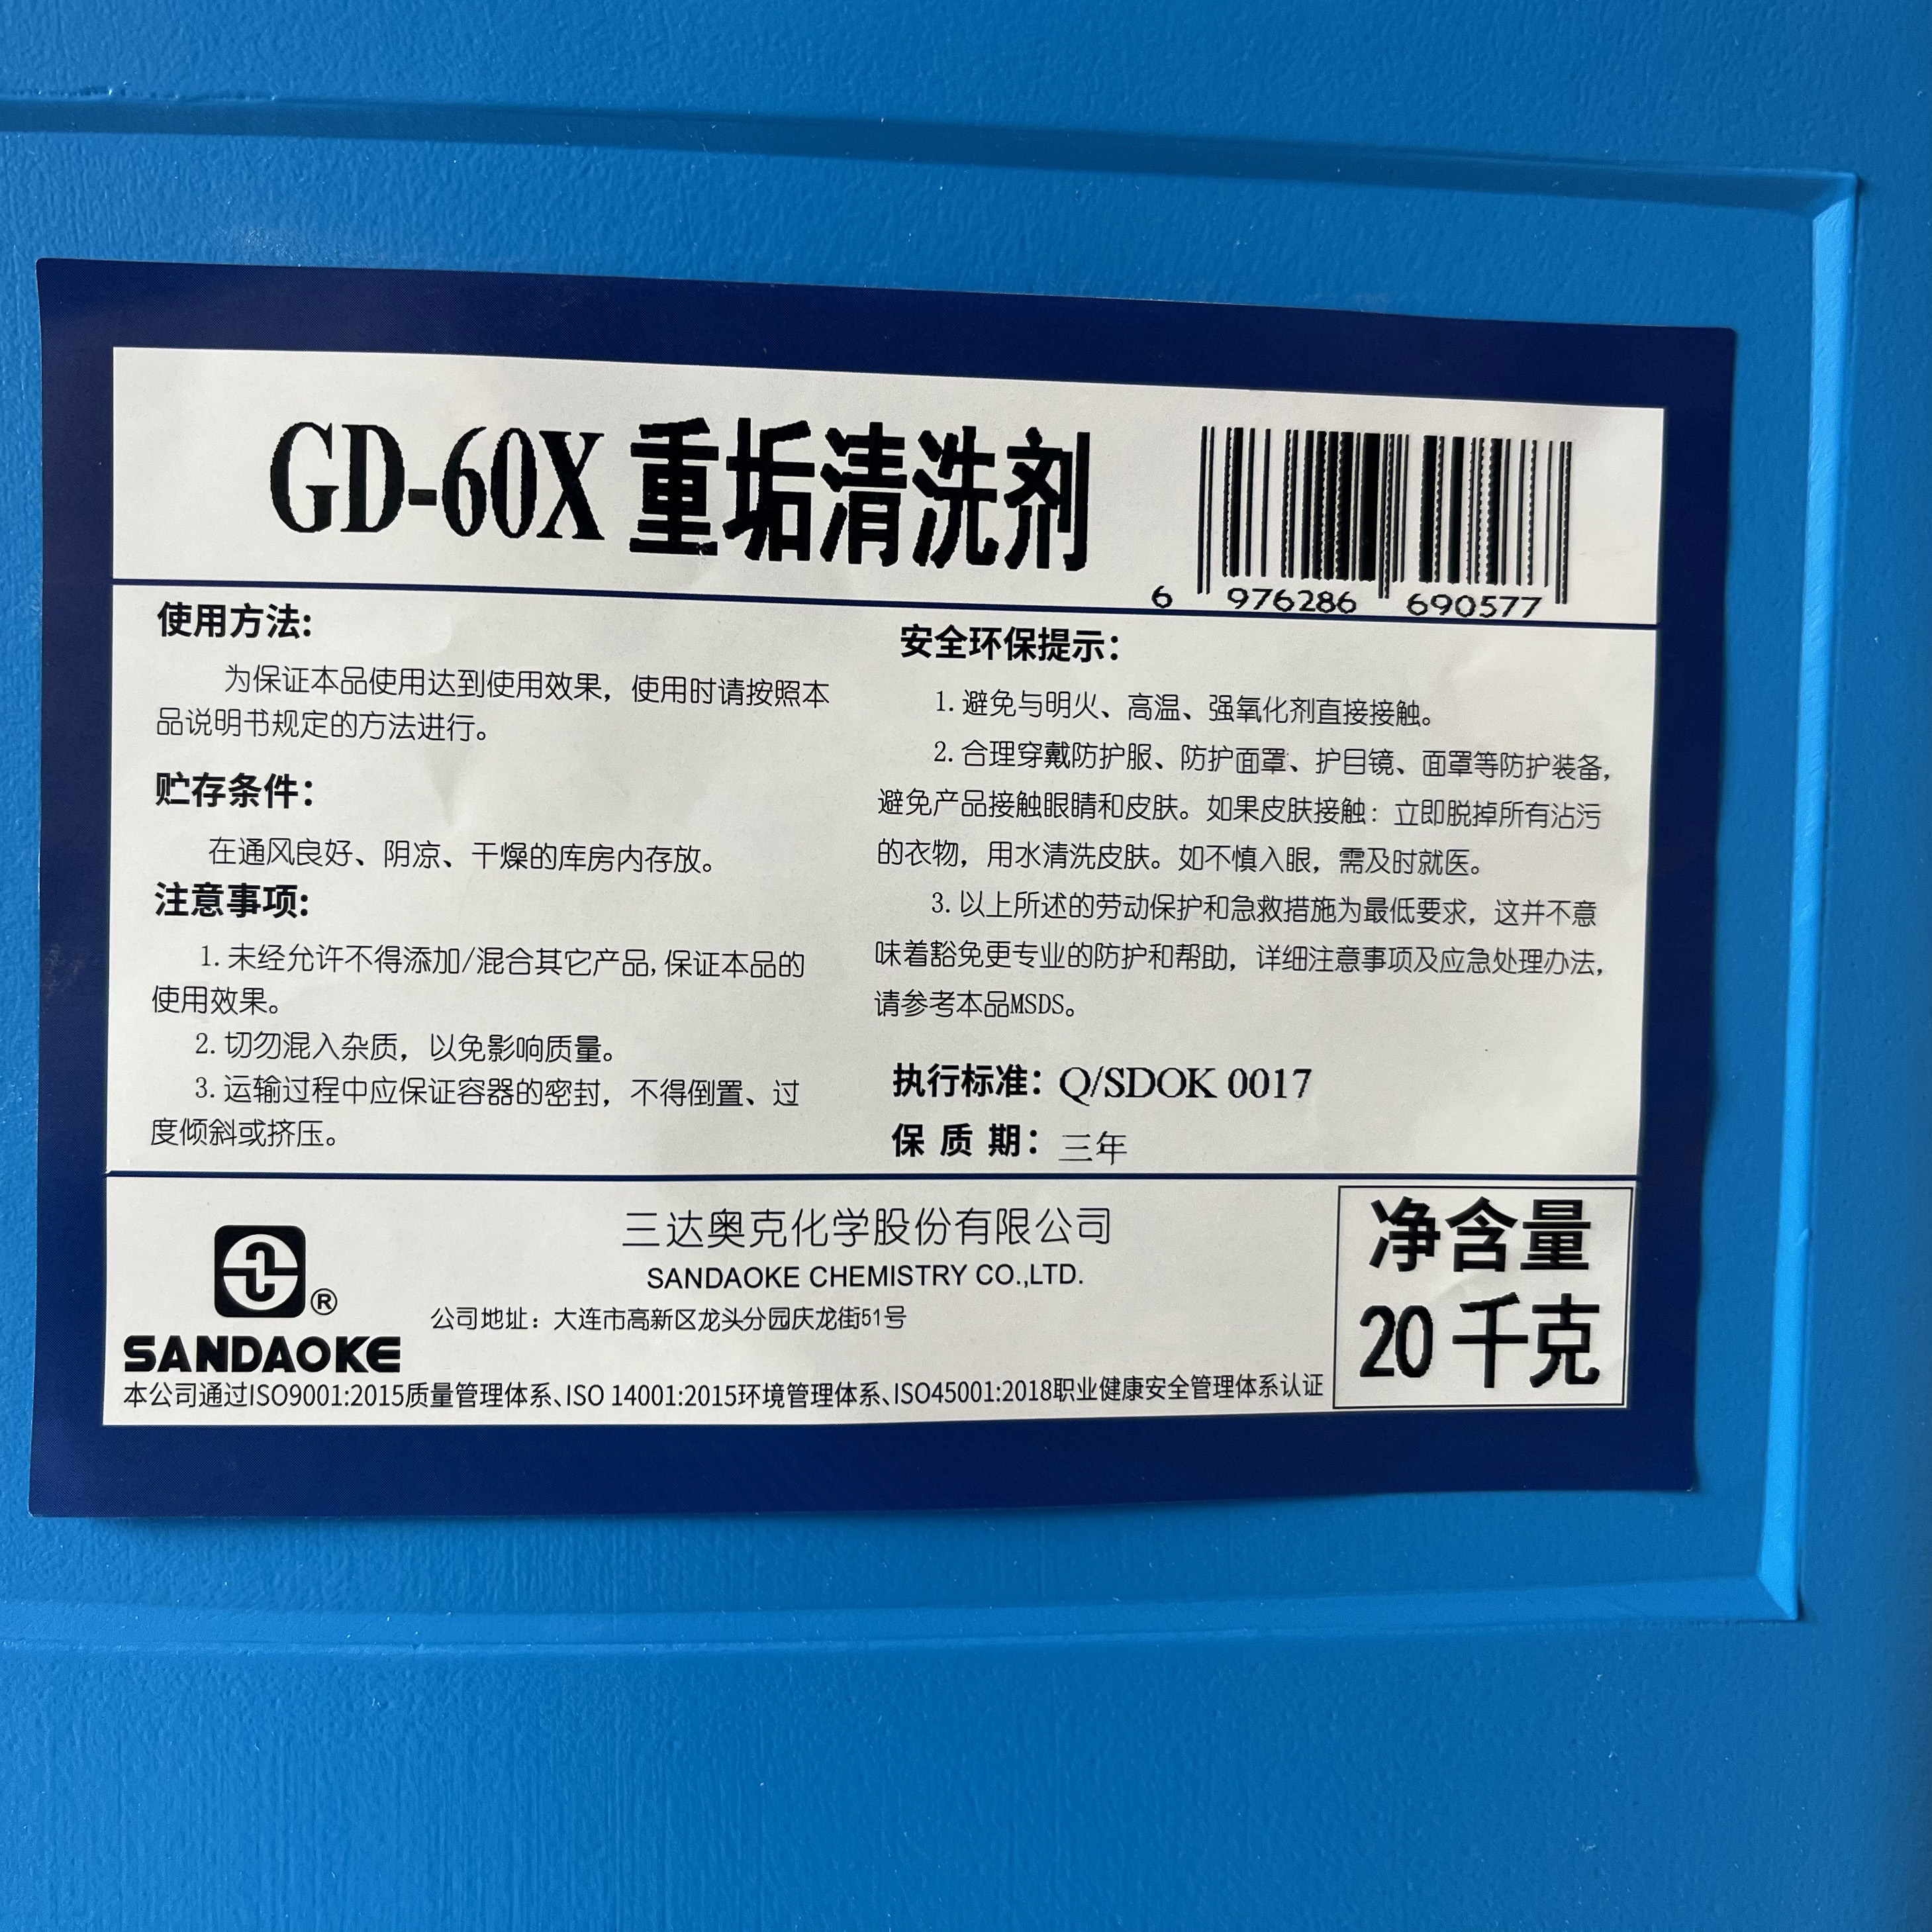 GD-60X 重垢清洗剂
6 976286 690577
使用方法:
为保证本品使用达到使用效果，使用时请按照本
品说明书规定的方法进行。
贮存条件：
在通风良好、阴凉、干燥的库房内存放。
注意事项:
1.未经允许不得添加/混合其它产品,保证本品的
使用效果。
2.切勿混入杂质，以免影响质量。
3.运输过程中应保证容器的密封，不得倒置、过
度倾斜或挤压。
安全环保提示：
1.避免与明火、高温、强氧化剂直接接触。
2.合理穿戴防护服、防护面罩、护目镜、面罩等防护装备，
避免产品接触眼睛和皮肤。如果皮肤接触：立即脱掉所有沾污
的衣物，用水清洗皮肤。如不慎入眼，需及时就医。
3.以上所述的劳动保护和急救措施为最低要求，这并不意
味着豁免更专业的防护和帮助，详细注意事项及应急处理办法，
请参考本品MSDS。
执行标准：Q/SDOK 0017
保 质 期：三年
®
SANDAOKE
三达奥克化学股份有限公司
SANDAOKE CHEMISTRY CO.,LTD.
公司地址：大连市高新区龙头分园庆龙街51号
本公司通过ISO9001:2015质量管理体系、ISO 14001:2015环境管理体系、ISO45001:2018职业健康安全管理体系认证
净含量
20 千克